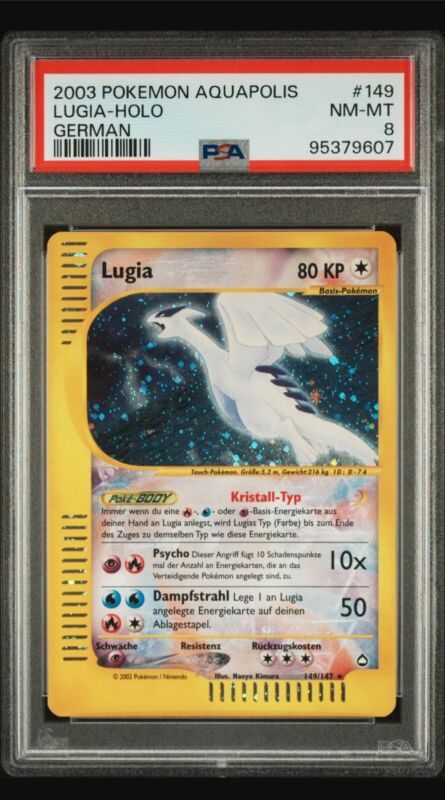 2003 POKEMON AQUAPOLIS #149
LUGIA-HOLO NM-MT
GERMAN 8
PSA 95379607
Lugia 80 KP
Basis-Pokémon
Tauch-Pokémon. Größe:5,2 m, Gewicht:216 kg ID: D-74
Poké-BODY Kristall-Typ
Immer wenn du eine -, - oder -Basis-Energiekarte aus
deiner Hand an Lugia anlegst, wird Lugias Typ (Farbe) bis zum Ende
des Zuges zu demselben Typ wie diese Energiekarte.
Psycho Dieser Angriff fügt 10 Schadenspunkte
mal der Anzahl an Energiekarten, die an das 10x
Verteidigende Pokémon angelegt sind, zu.
Dampfstrahl Lege 1 an Lugia
angelegte Energiekarte auf deinen 50
Ablagestapel.
Schwäche Resistenz Rückzugskosten
Illus. Naoyo Kimura
© 2002 Pokémon / Nintendo 149/147
PSA